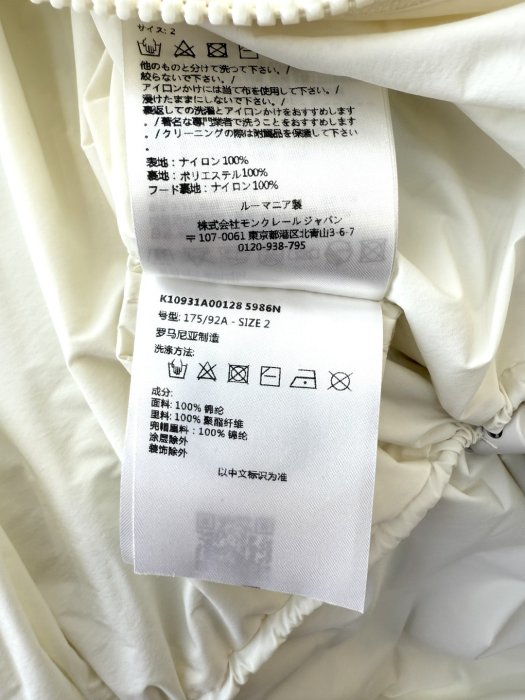 サイズ: 2
他のものと分けて洗って下さい。/
絞らないで下さい。/
アイロンかけには当て布を使用して下さい。/
浸けたままにしないで下さい。/
裏返しての洗濯とアイロンかけをおすすめします
。/著名な専門業者で洗うことをおすすめします
。/クリーニングの際は附属品を保護して下さい
。
表地: ナイロン100%
裏地: ポリエステル100%
フード裏地: ナイロン100%
ルーマニア製
株式会社モンクレールジャパン
〒107-0061 東京都港区北青山3-6-7
0120-938-795
K10931A00128 5986N
号型: 175/92A - SIZE 2
罗马尼亚制造
洗涤方法:
成分:
面料: 100% 锦纶
里料: 100% 聚酯纤维
兜帽里料: 100% 锦纶
涂层除外
装饰除外
以中文标识为准